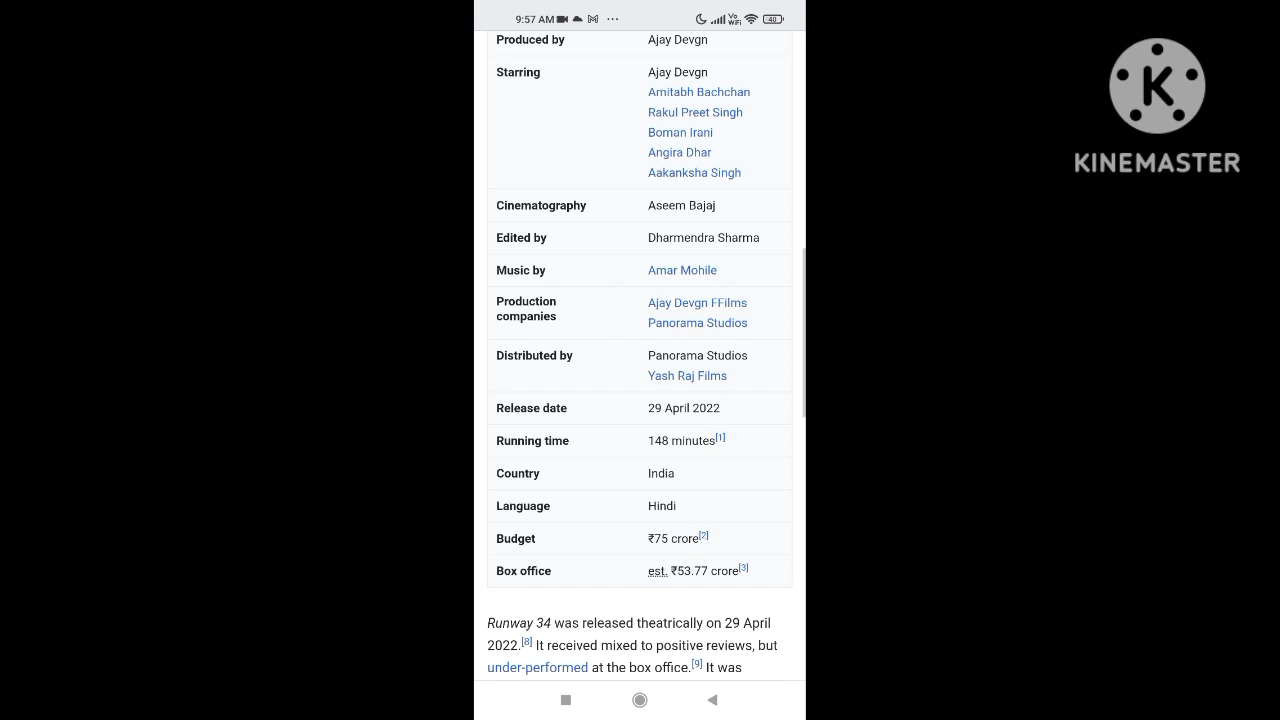 9:57 AM
Vo
WiFi
40
Produced by Ajay Devgn
Starring Ajay Devgn
Amitabh Bachchan
Rakul Preet Singh
Boman Irani
Angira Dhar
Aakanksha Singh
Cinematography Aseem Bajaj
Edited by Dharmendra Sharma
Music by Amar Mohile
Production
companies
Ajay Devgn FFilms
Panorama Studios
Distributed by Panorama Studios
Yash Raj Films
Release date 29 April 2022
Running time 148 minutes[1]
Country India
Language Hindi
Budget ₹75 crore[2]
Box office est. ₹53.77 crore[3]
Runway 34 was released theatrically on 29 April
2022.[8] It received mixed to positive reviews, but
under-performed at the box office.[9] It was
K
KINEMASTER